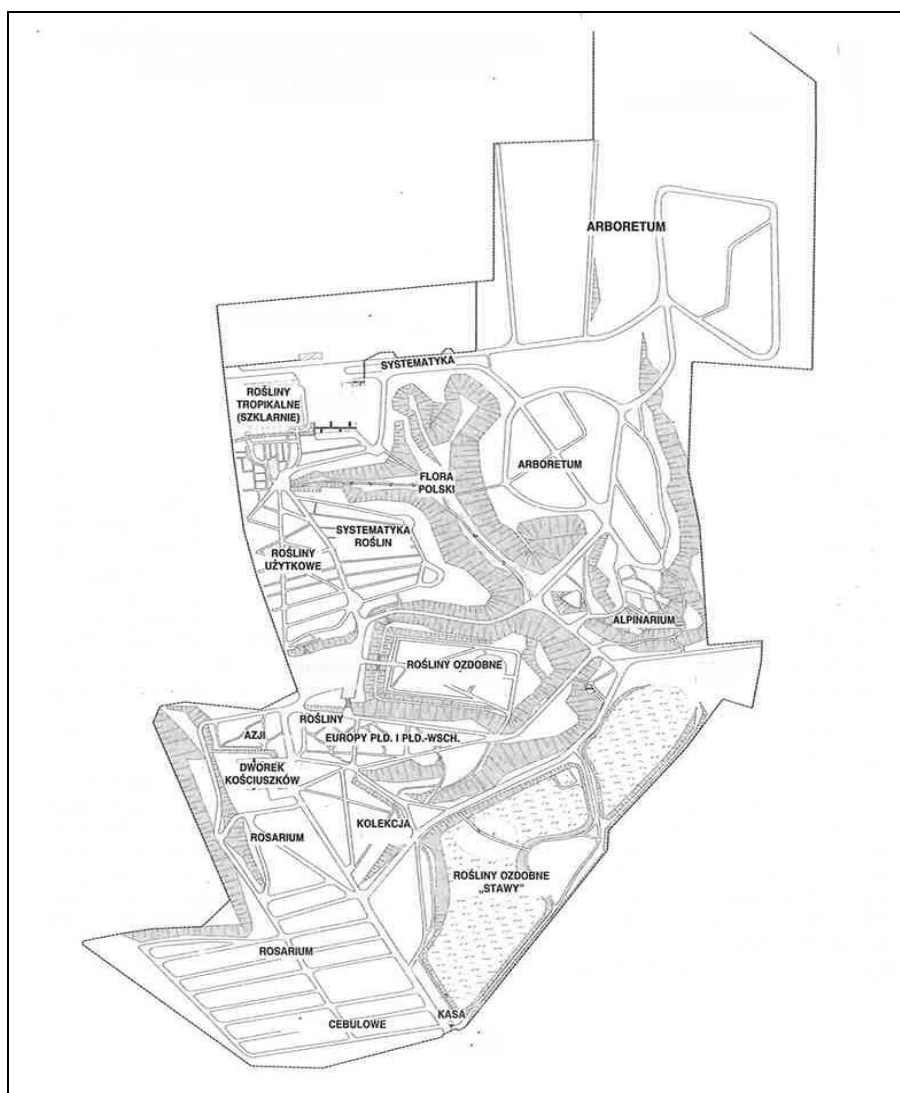 ARBORETUM
SYSTEMATYKA
ROŚLINY
TROPIKALNE
(SZKLARNIE)
ARBORETUM
FLORA
POLSKI
SYSTEMATYKA
ROŚLIN
ROŚLINY
UŻYTKOWE
ALPINARIUM
ROŚLINY OZDOBNE
ROŚLINY
EUROPY PŁD. I PŁD.-WSCH.
AZJI
DWOREK
KOŚCIUSZKÓW
KOLEKCJA
ROSARIUM
ROŚLINY OZDOBNE
„STAWY”
ROSARIUM
KASA
CEBULOWE